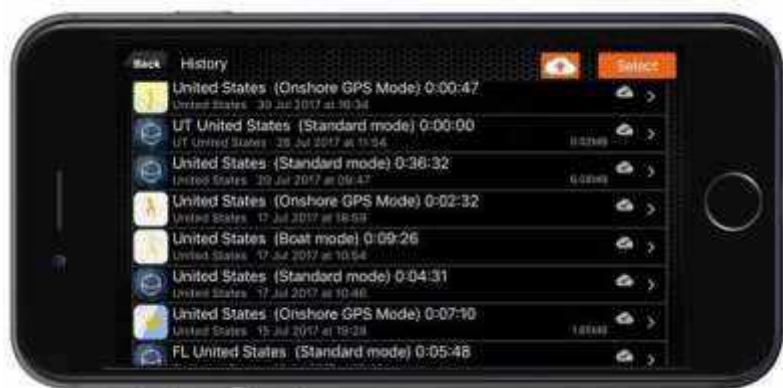 Back History Select
United States (Onshore GPS Mode) 0:00:47
United States 30 Jul 2017 at 16:34
UT United States (Standard mode) 0:00:00
UT United States 28 Jul 2017 at 11:54
United States (Standard mode) 0:36:32
United States 20 Jul 2017 at 09:47
United States (Onshore GPS Mode) 0:02:32
United States 17 Jul 2017 at 18:59
United States (Boat mode) 0:09:26
United States 17 Jul 2017 at 10:54
United States (Standard mode) 0:04:31
United States 17 Jul 2017 at 10:46
United States (Onshore GPS Mode) 0:07:10
United States 15 Jul 2017 at 19:28
FL United States (Standard mode) 0:05:48